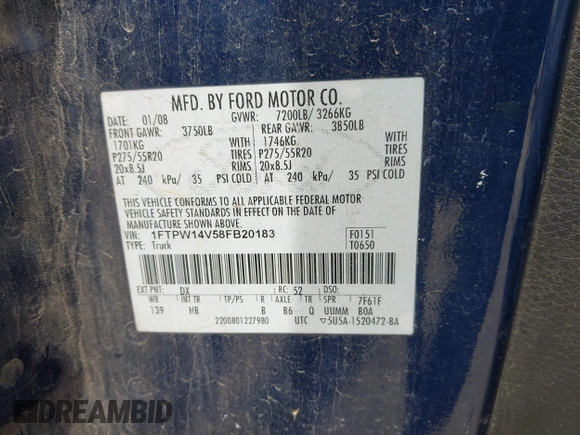 MFD. BY FORD MOTOR CO.
DATE: 01/08 GVWR: 7200LB/ 3266KG
FRONT GAWR: 3750LB REAR GAWR: 3850LB
1701KG WITH 1746KG WITH
P275/55R20 TIRES P275/55R20 TIRES
20x8.5J RIMS 20x8.5J RIMS
AT 240 kPa/ 35 PSI COLD AT 240 kPa/ 35 PSI COLD
THIS VEHICLE CONFORMS TO ALL APPLICABLE FEDERAL MOTOR
VEHICLE SAFETY STANDARDS IN EFFECT ON THE DATE OF
MANUFACTURE SHOWN ABOVE.
VIN: 1FTPW14V58FB20183 F0151
TYPE: Truck T0650
EXT PNT: DX RC: 52 DSO:
WB INT TR TP/PS R AXLE TR SPR 7F61F
139 HB B B6 Q UUMM BOA
2200801227980 UTC ▽5U5A-1520472-BA
DREAMBID